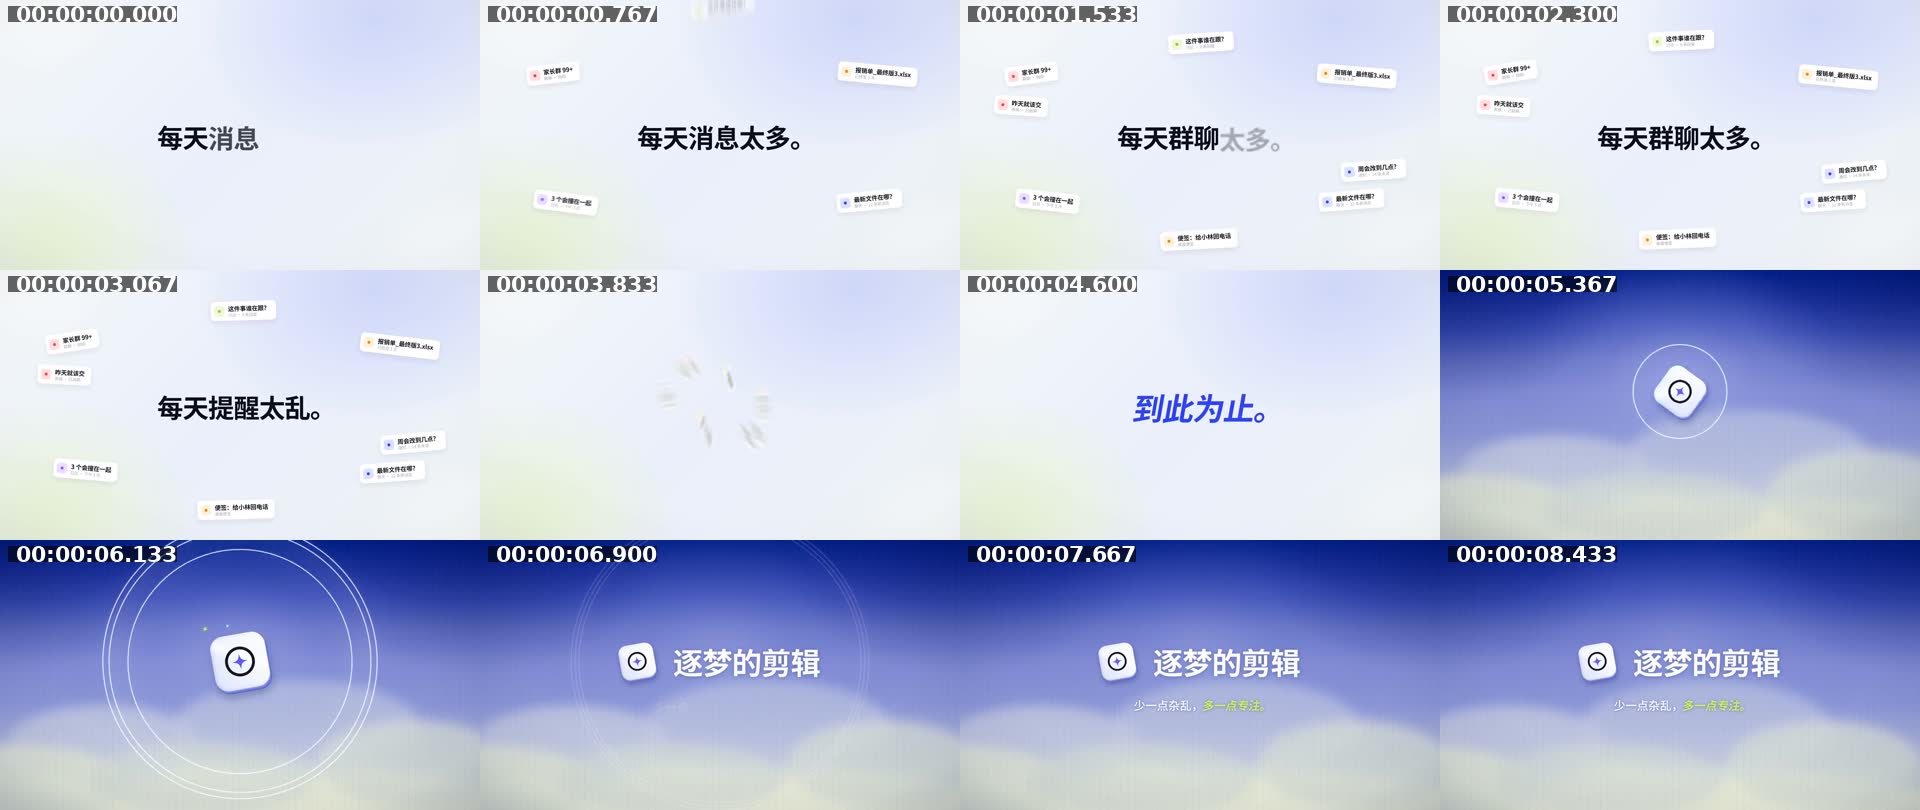 00:00:00.000
每天消息
00:00:00.767
家长群 99+
报销单_最终版3.xlsx
每天消息太多。
3 个会撞在一起
最新文件在哪?
00:00:01.533
这件事谁在跟?
家长群 99+
报销单_最终版3.xlsx
昨天就该交
每天群聊太多。
周会改到几点?
3 个会撞在一起
最新文件在哪?
便签：给小林回电话
00:00:02.300
这件事谁在跟?
家长群 99+
报销单_最终版3.xlsx
昨天就该交
每天群聊太多。
周会改到几点?
3 个会撞在一起
最新文件在哪?
便签：给小林回电话
00:00:03.067
这件事谁在跟?
家长群 99+
报销单_最终版3.xlsx
昨天就该交
每天提醒太乱。
周会改到几点?
3 个会撞在一起
最新文件在哪?
便签：给小林回电话
00:00:03.833
00:00:04.600
到此为止。
00:00:05.367
00:00:06.133
00:00:06.900
逐梦的剪辑
00:00:07.667
逐梦的剪辑
少一点杂乱，多一点专注。
00:00:08.433
逐梦的剪辑
少一点杂乱，多一点专注。